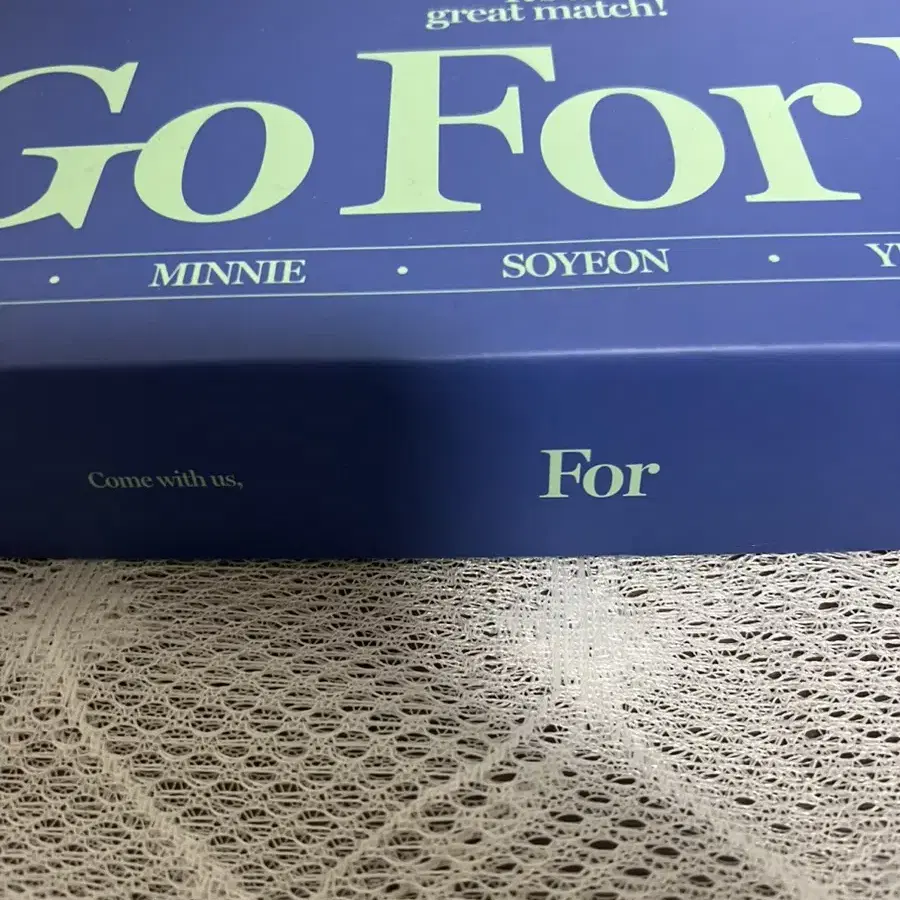 great match!
Go For
· MINNIE · SOYEON ·
Come with us,
For